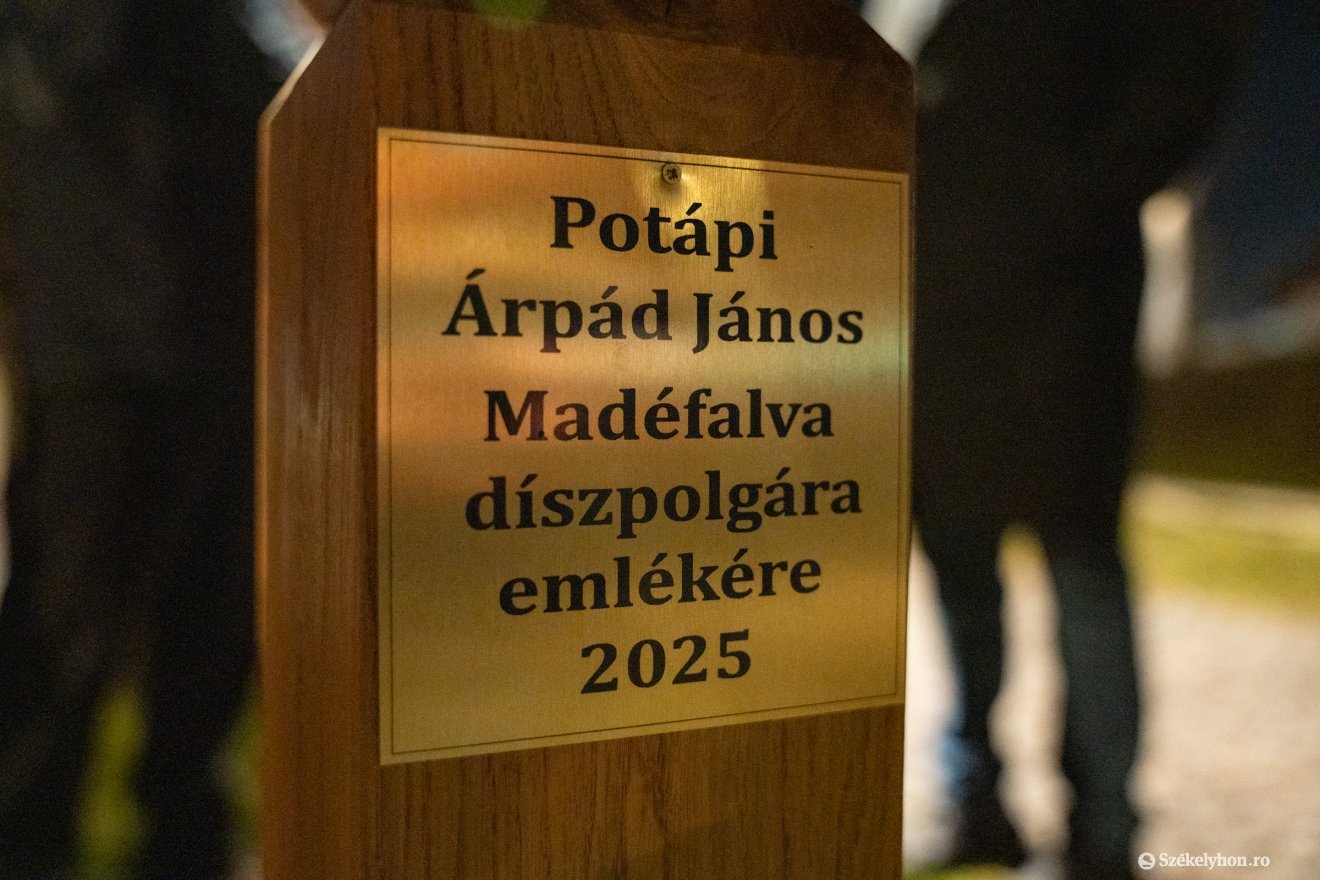 Potápi
Árpád János
Madéfalva
díszpolgára
emlékére
2025
Székelyhon.ro